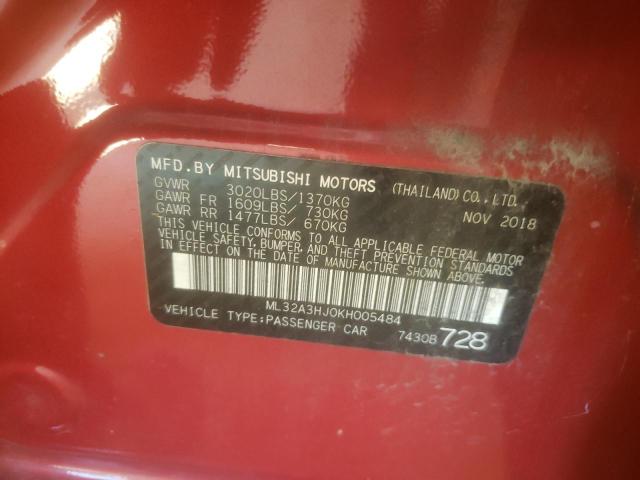 MFD.BY MITSUBISHI MOTORS (THAILAND)CO.,LTD.
GVWR 3020LBS/1370KG NOV 2018
GAWR FR 1609LBS/ 730KG
GAWR RR 1477LBS/ 670KG
THIS VEHICLE CONFORMS TO ALL APPLICABLE FEDERAL MOTOR
VEHICLE SAFETY,BUMPER,AND THEFT PREVENTION STANDARDS
IN EFFECT ON THE DATE OF MANUFACTURE SHOWN ABOVE.
ML32A3HJ0KH005484
VEHICLE TYPE:PASSENGER CAR 7430B 728